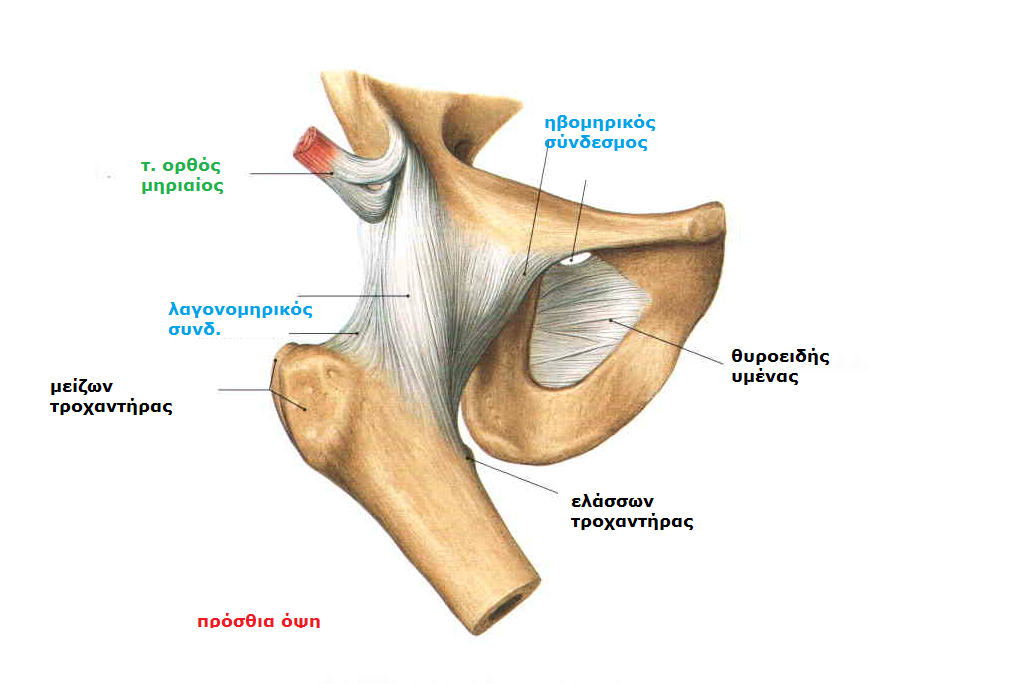 ηβομηρικός
σύνδεσμος
τ. ορθός
μηριαίος
λαγονομηρικός
συνδ.
θυροειδής
υμένας
μείζων
τροχαντήρας
ελάσσων
τροχαντήρας
πρόσθια όψη